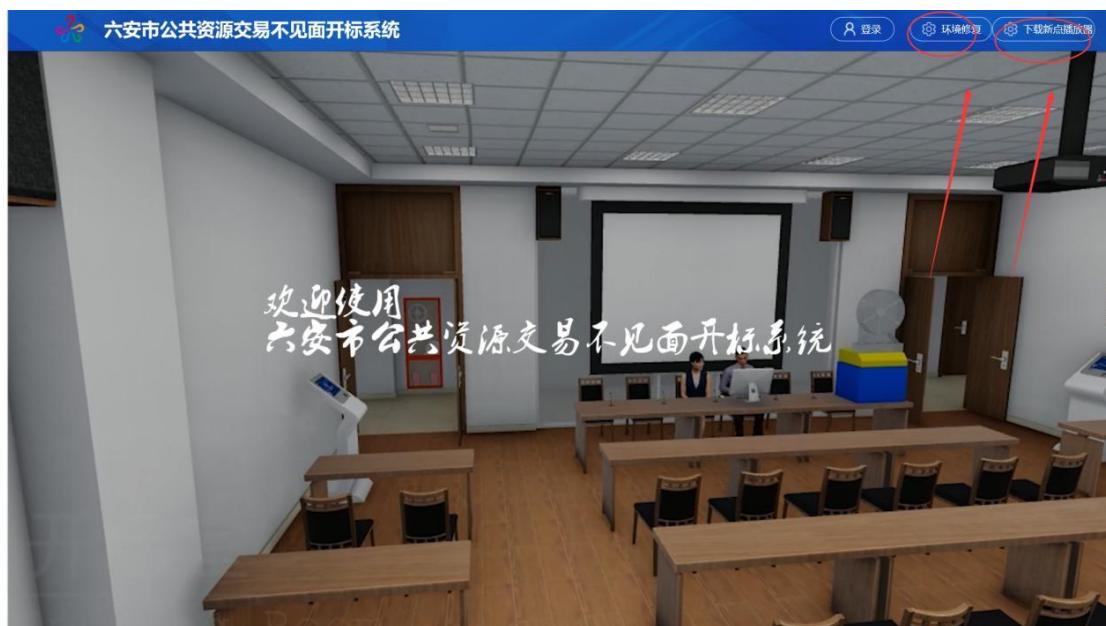 六安市公共资源交易不见面开标系统
登录
环境修复
下载新点播放器
欢迎使用
六安市公共资源交易不见面开标系统